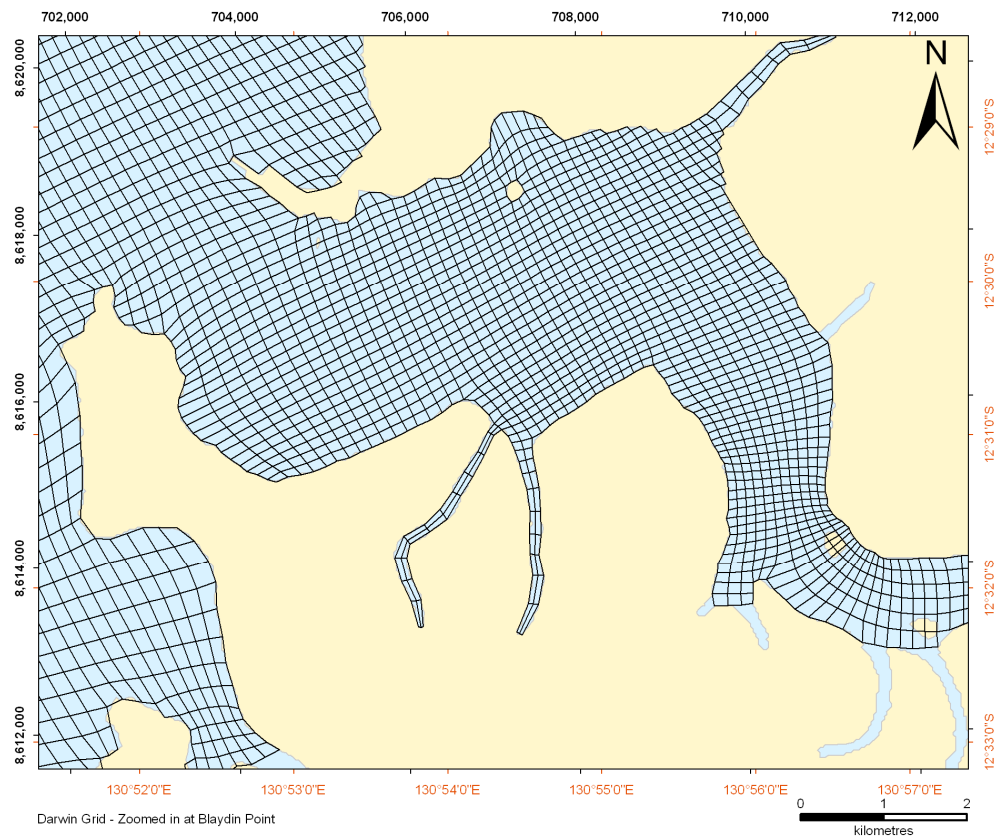 702,000 704,000 706,000 708,000 710,000 712,000
N
8,620,000
8,618,000
8,616,000
8,614,000
8,612,000
12°29'0"S
12°30'0"S
12°31'0"S
12°32'0"S
12°33'0"S
130°52'0"E 130°53'0"E 130°54'0"E 130°55'0"E 130°56'0"E 130°57'0"E
Darwin Grid - Zoomed in at Blaydin Point
0 1 2
kilometres